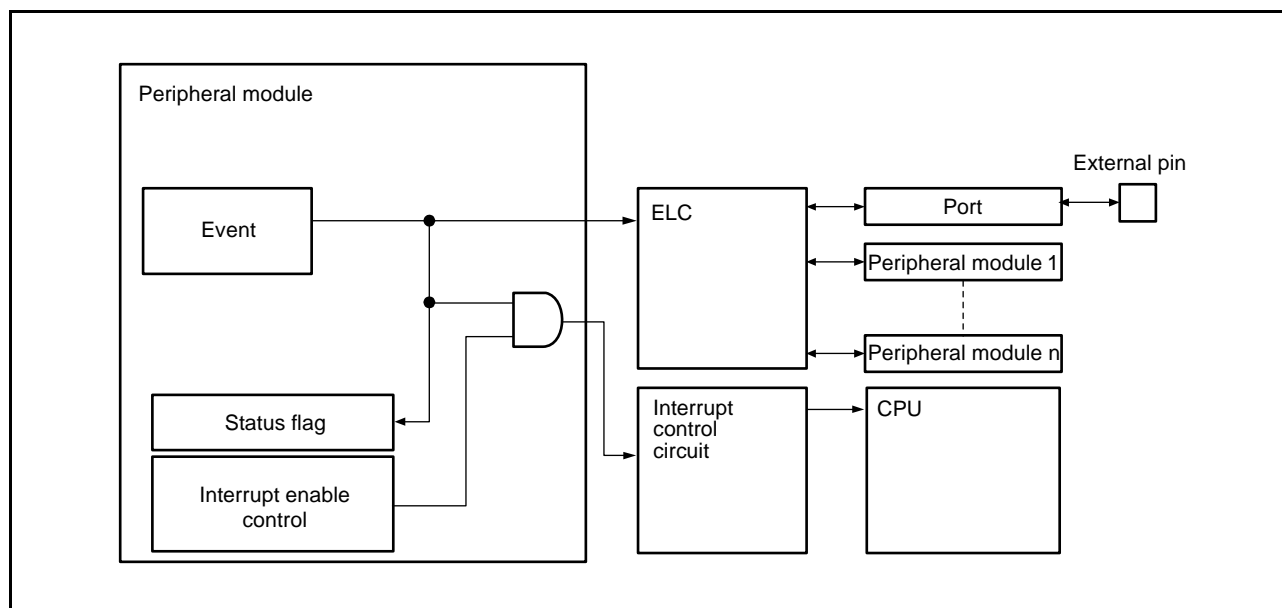 Peripheral module
Event
Status flag
Interrupt enable
control
ELC
Interrupt
control
circuit
External pin
Port
Peripheral module 1
Peripheral module n
CPU